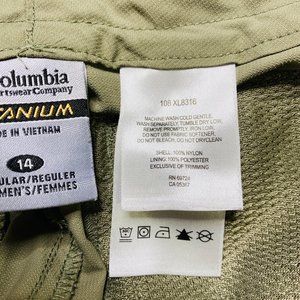 Columbia
Sportswear Company
TITANIUM
MADE IN VIETNAM
14
REGULAR/REGULER
WOMEN'S/FEMMES
108 XL8316
MACHINE WASH COLD GENTLE,
WASH SEPARATELY, TUMBLE DRY LOW,
REMOVE PROMPTLY, IRON LOW,
DO NOT USE FABRIC SOFTENER,
DO NOT BLEACH, DO NOT DRYCLEAN
SHELL: 100% NYLON
LINING: 100% POLYESTER
EXCLUSIVE OF TRIMMING
RN 69724
CA 05367